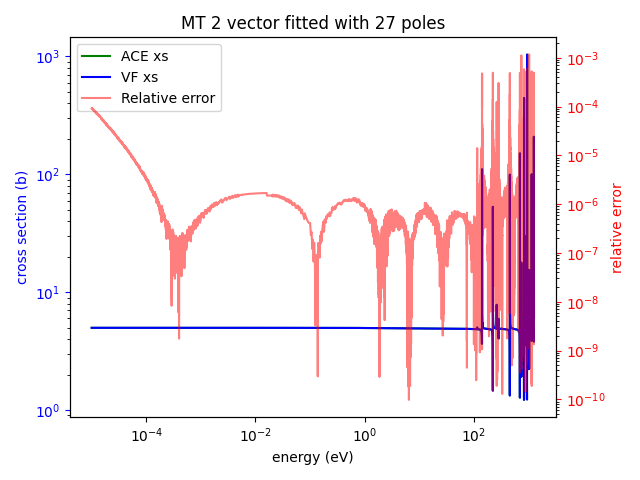 MT 2 vector fitted with 27 poles
ACE xs
VF xs
Relative error
cross section (b)
10^3
10^2
10^1
10^0
relative error
10^-3
10^-4
10^-5
10^-6
10^-7
10^-8
10^-9
10^-10
10^-4
10^-2
10^0
10^2
energy (eV)